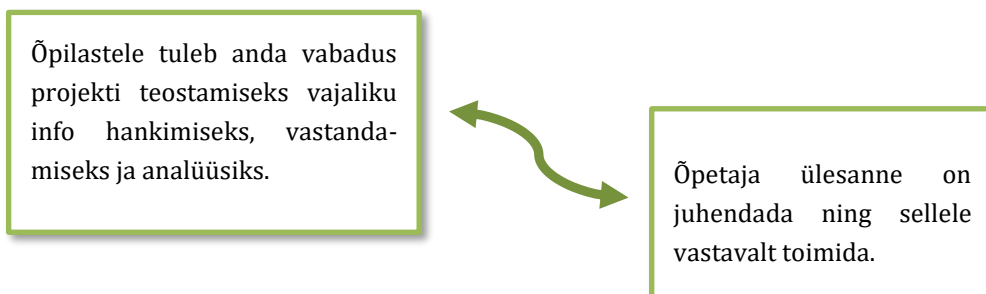 Õpilastele tuleb anda vabadus
projekti teostamiseks vajaliku
info hankimiseks, vastanda-
miseks ja analüüsiks.
Õpetaja ülesanne on
juhendada ning sellele
vastavalt toimida.